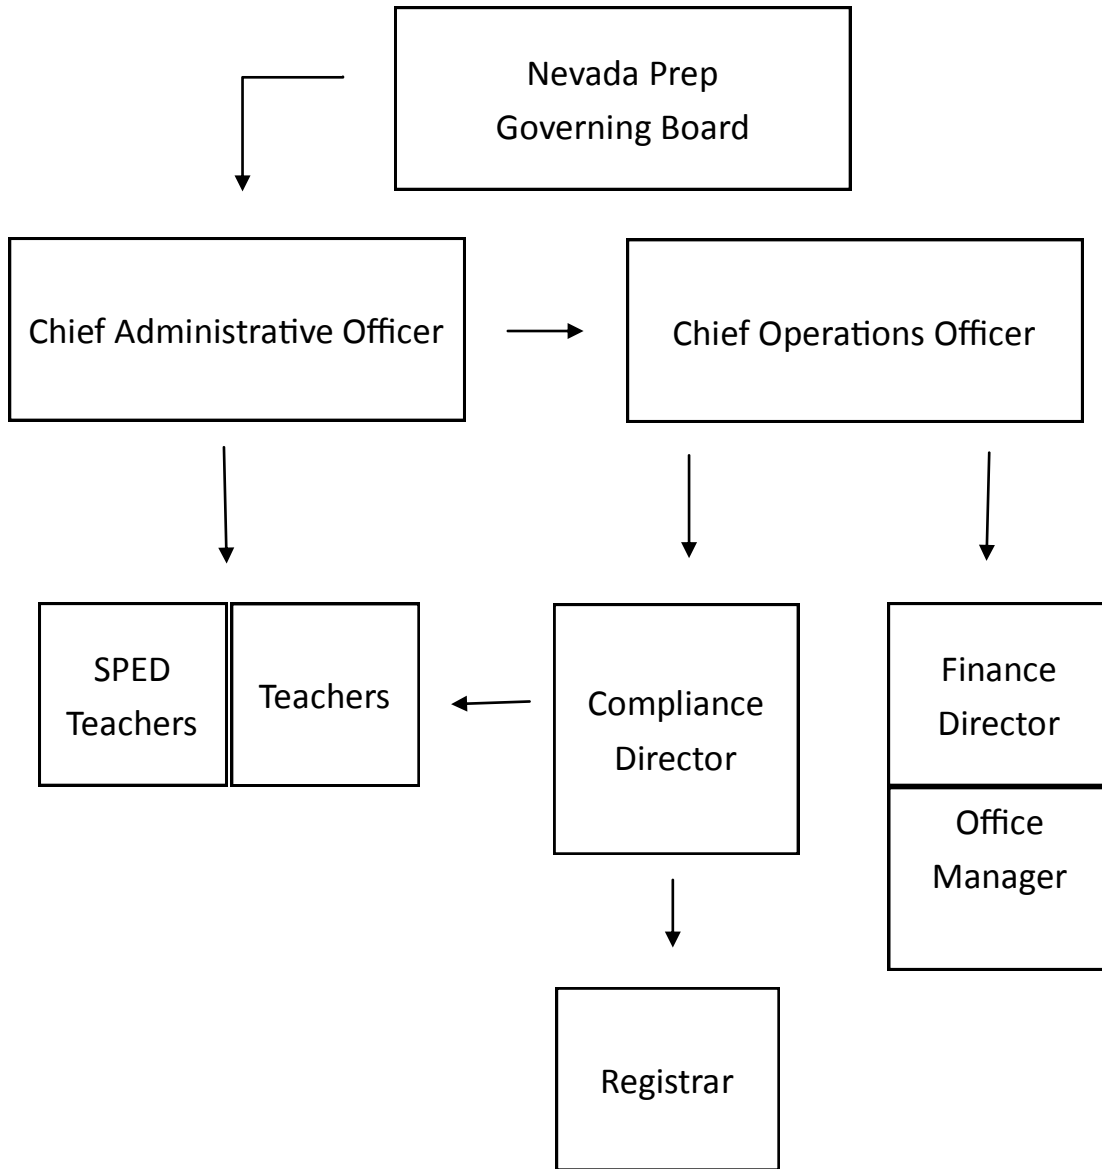 Nevada Prep
Governing Board
Chief Administrative Officer
Chief Operations Officer
SPED
Teachers
Teachers
Compliance
Director
Finance
Director
Office
Manager
Registrar